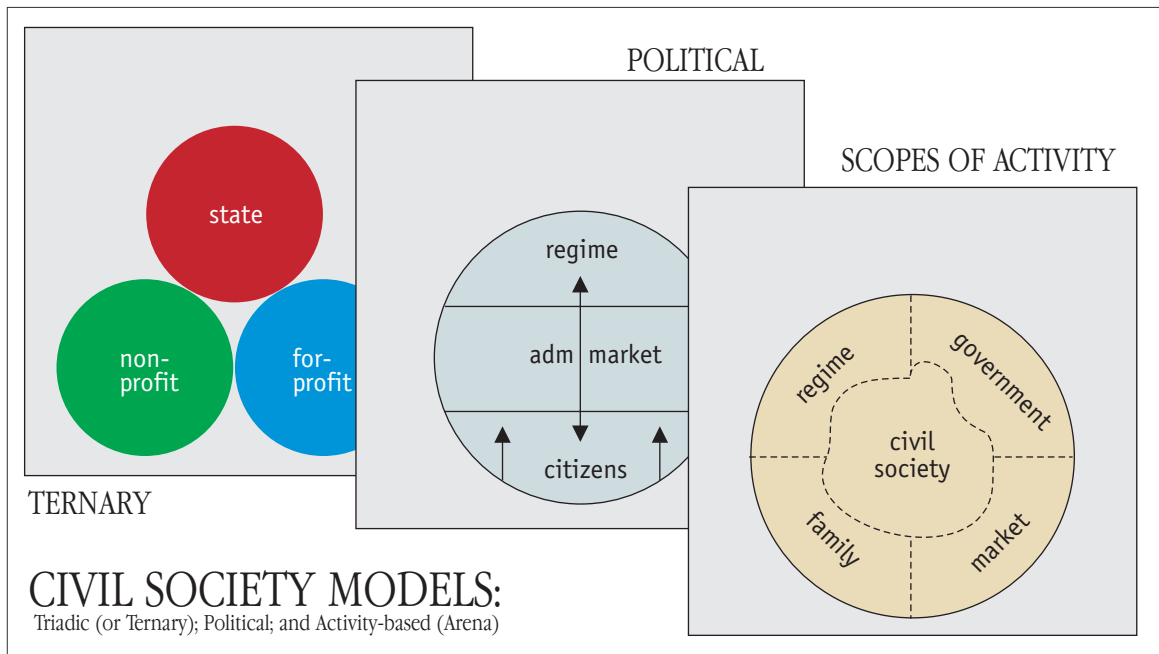 POLITICAL
SCOPES OF ACTIVITY
state
non-
profit
for-
profit
TERNARY
regime
adm market
citizens
regime
government
civil
society
family
market
CIVIL SOCIETY MODELS:
Triadic (or Ternary); Political; and Activity-based (Arena)